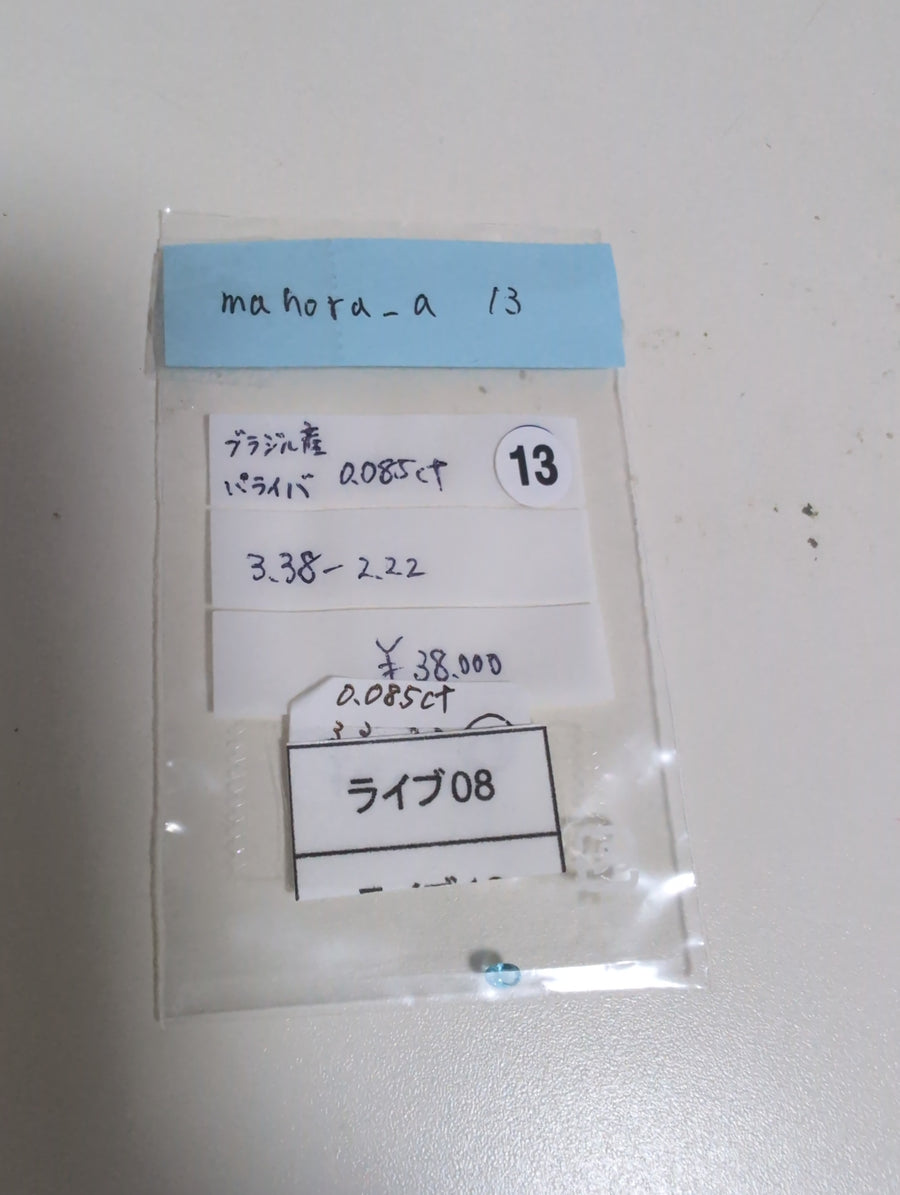 mahora_a 13
ブラジル産
パライバ 0.085ct
13
3.38-2.22
¥38.000
0.085ct
ライブ08